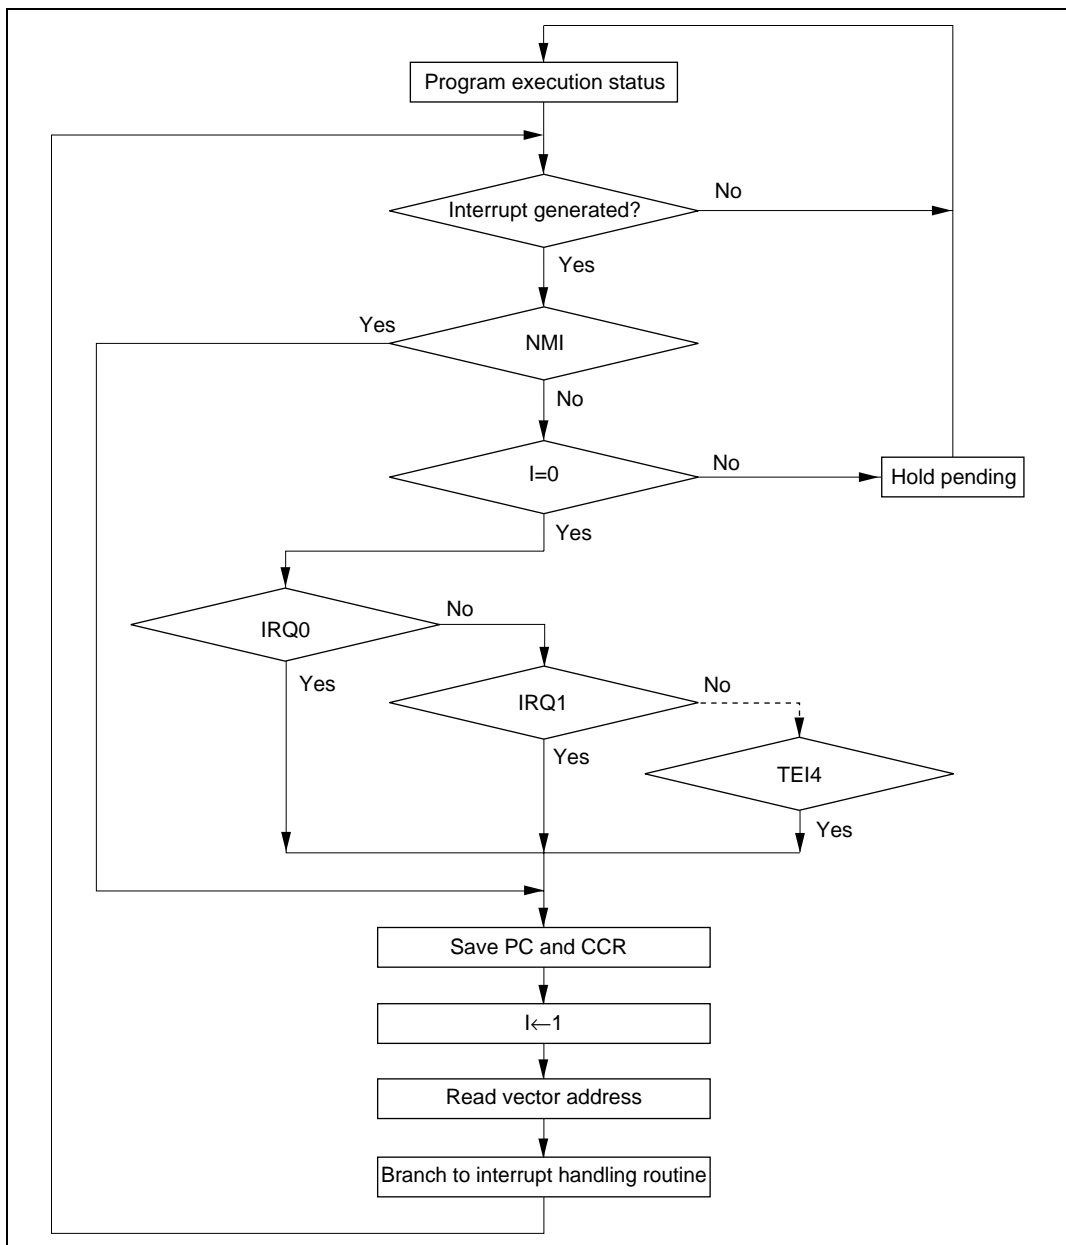 Program execution status
Interrupt generated?
No
Yes
Yes
NMI
No
I=0
No
Hold pending
Yes
IRQ0
No
Yes
IRQ1
No
Yes
TEI4
Yes
Save PC and CCR
I←1
Read vector address
Branch to interrupt handling routine